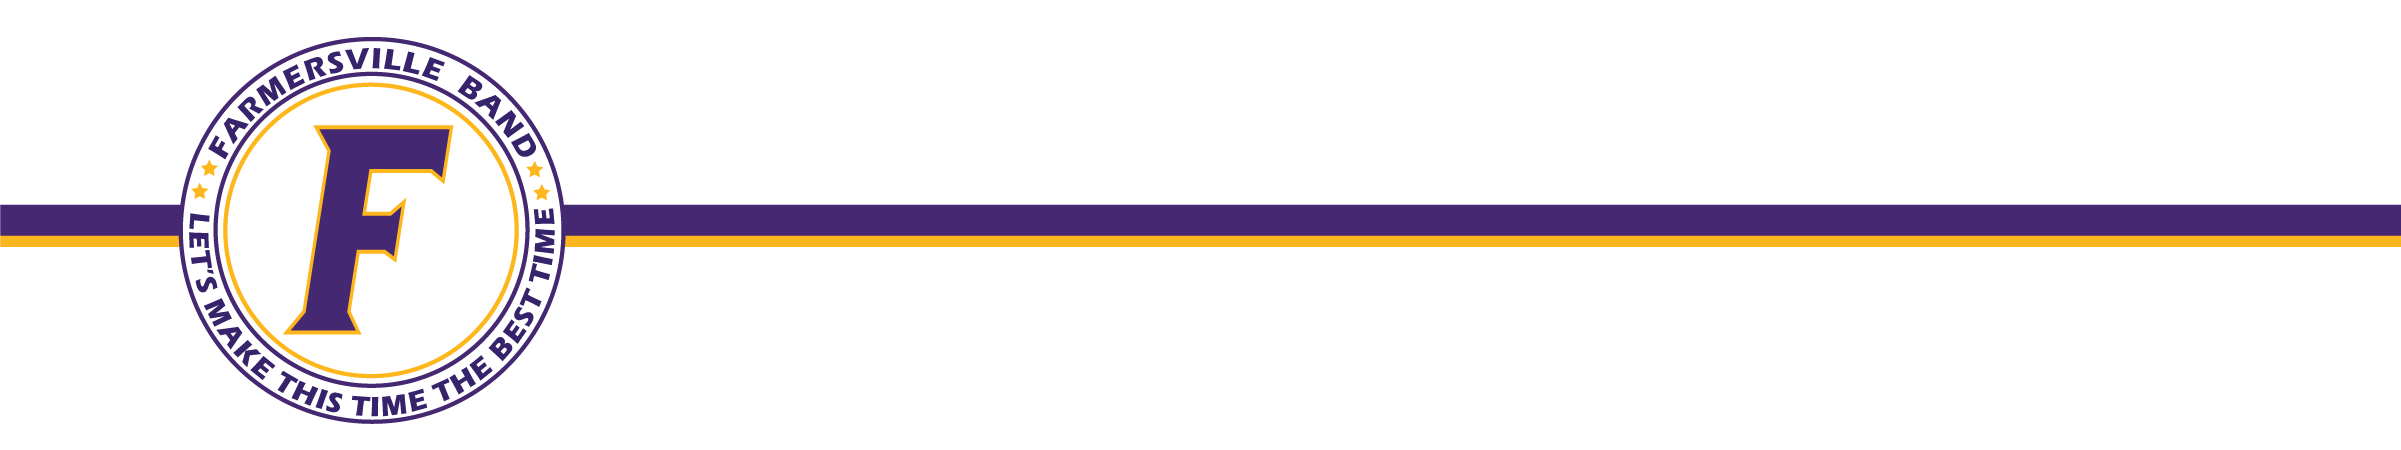 FARMERSVILLE BAND
F
LET'S MAKE THIS TIME THE BEST TIME